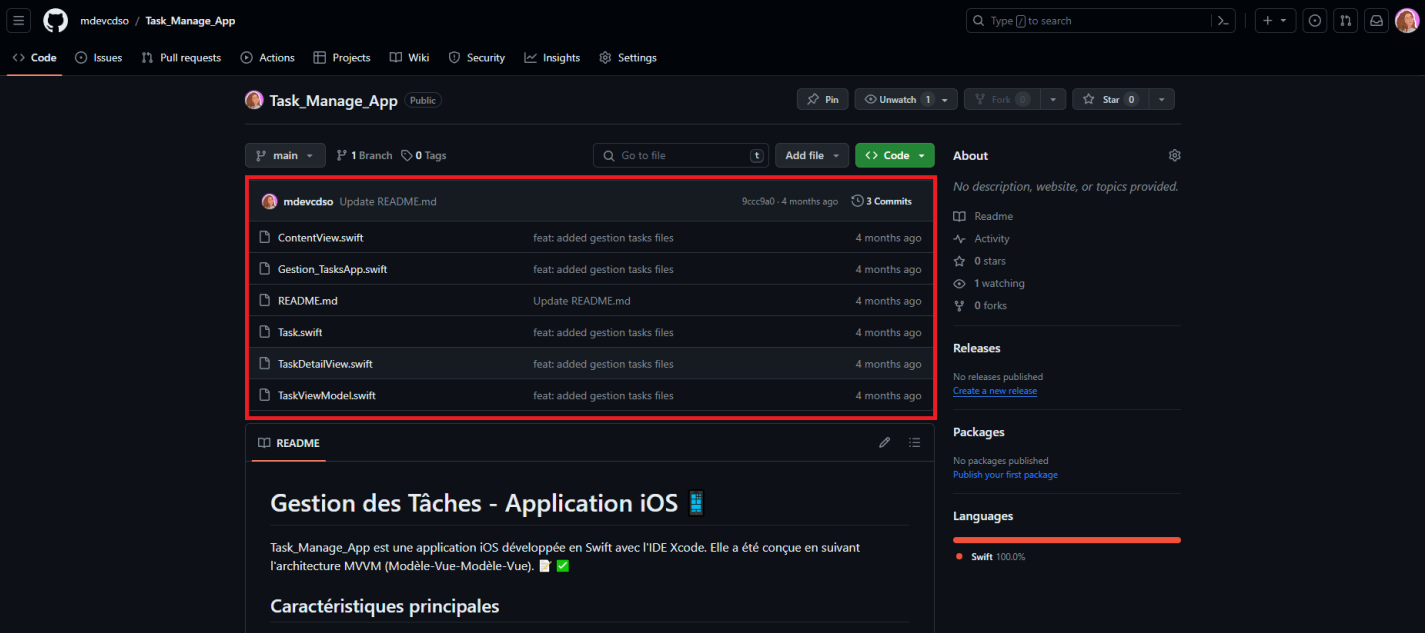 mdevcdso / Task_Manage_App
Type / to search
Code Issues Pull requests Actions Projects Wiki Security Insights Settings
Task_Manage_App Public
Pin Unwatch 1 Fork 0 Star 0
main 1 Branch 0 Tags Go to file t Add file Code
mdevcdso Update README.md 9ccc9a0 · 4 months ago 3 Commits
ContentView.swift feat: added gestion tasks files 4 months ago
Gestion_TasksApp.swift feat: added gestion tasks files 4 months ago
README.md Update README.md 4 months ago
Task.swift feat: added gestion tasks files 4 months ago
TaskDetailView.swift feat: added gestion tasks files 4 months ago
TaskViewModel.swift feat: added gestion tasks files 4 months ago
README
Gestion des Tâches - Application iOS 📱
Task_Manage_App est une application iOS développée en Swift avec l'IDE Xcode. Elle a été conçue en suivant
l'architecture MVVM (Modèle-Vue-Modèle-Vue). 📝 ✅
Caractéristiques principales
About
No description, website, or topics provided.
Readme
Activity
0 stars
1 watching
0 forks
Releases
No releases published
Create a new release
Packages
No packages published
Publish your first package
Languages
Swift 100.0%